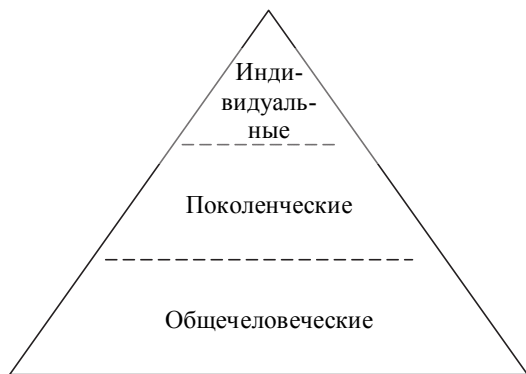 Инди-
видуаль-
ные
Поколенческие
Общечеловеческие